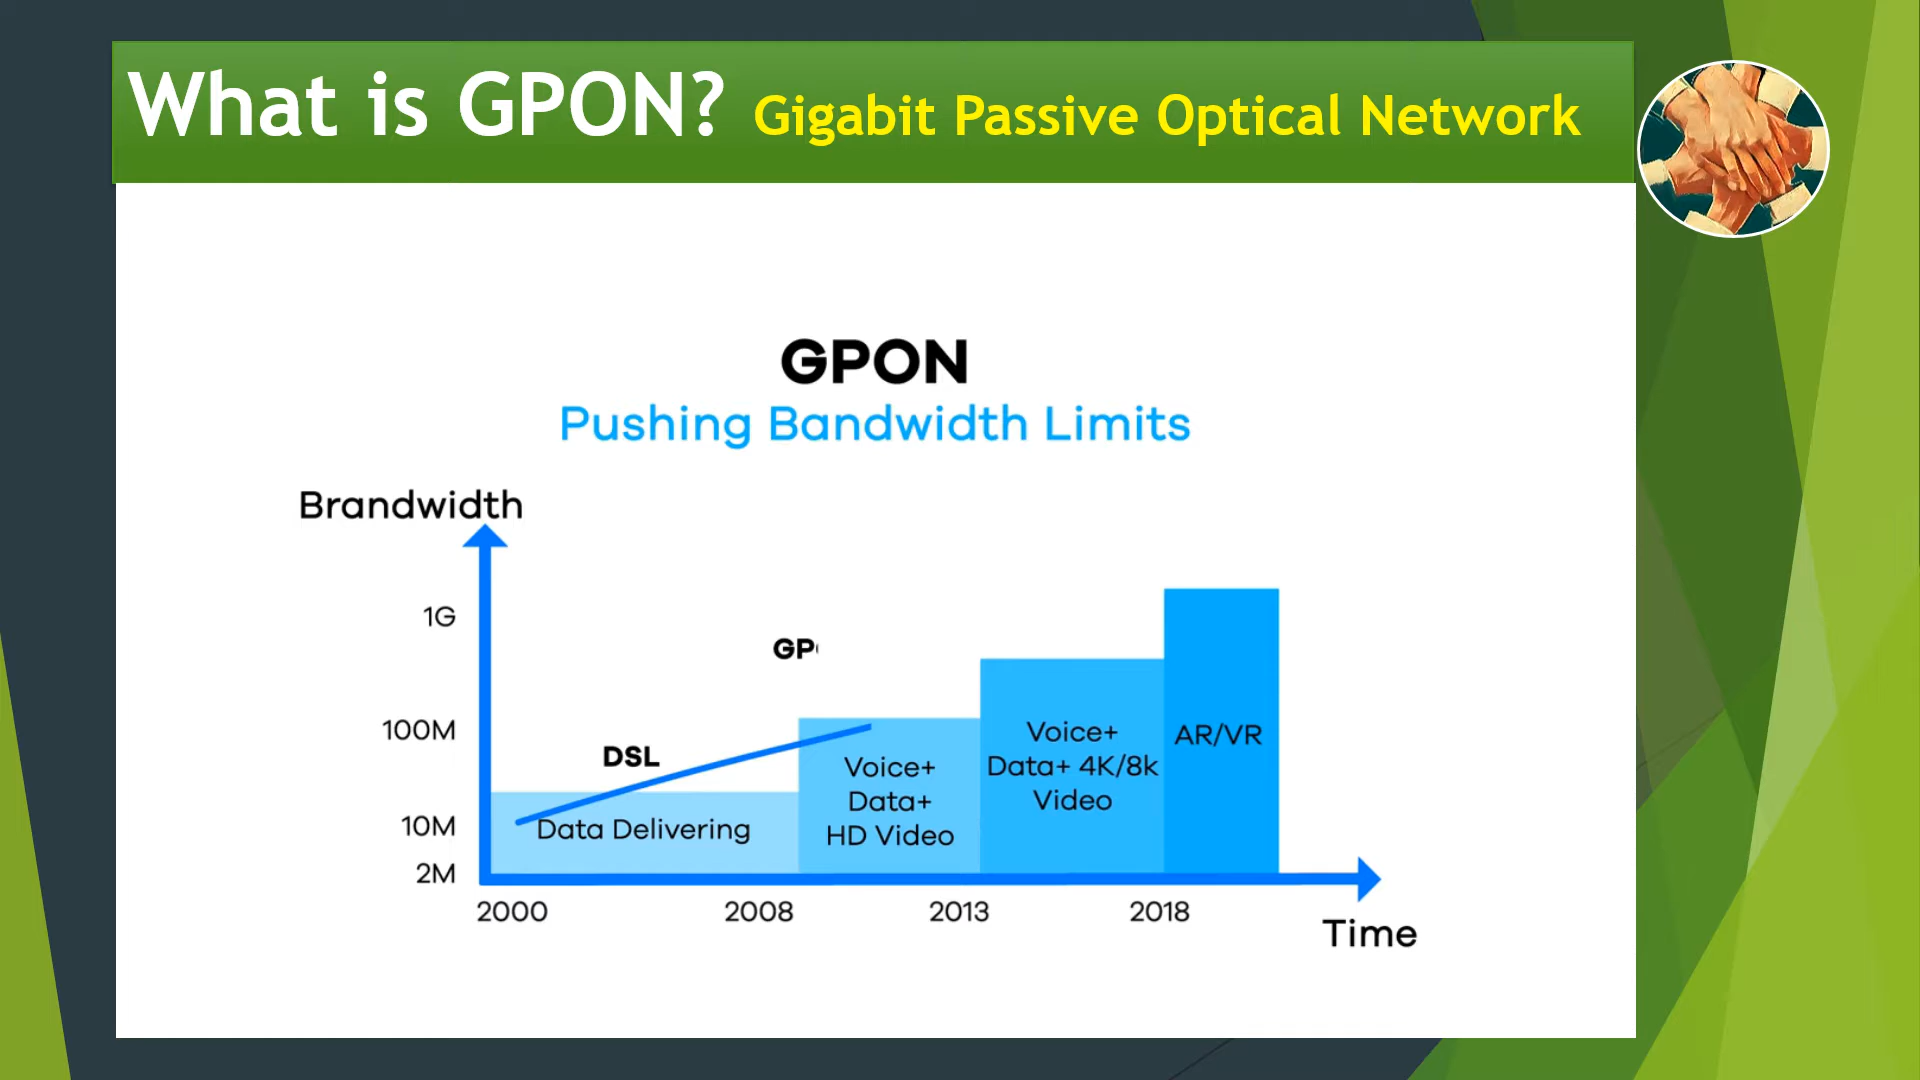 What is GPON? Gigabit Passive Optical Network
GPON
Pushing Bandwidth Limits
Brandwidth
1G
100M
10M
2M
GP
DSL
Data Delivering
Voice+
Data+
HD Video
Voice+
Data+ 4K/8k
Video
AR/VR
2000 2008 2013 2018
Time